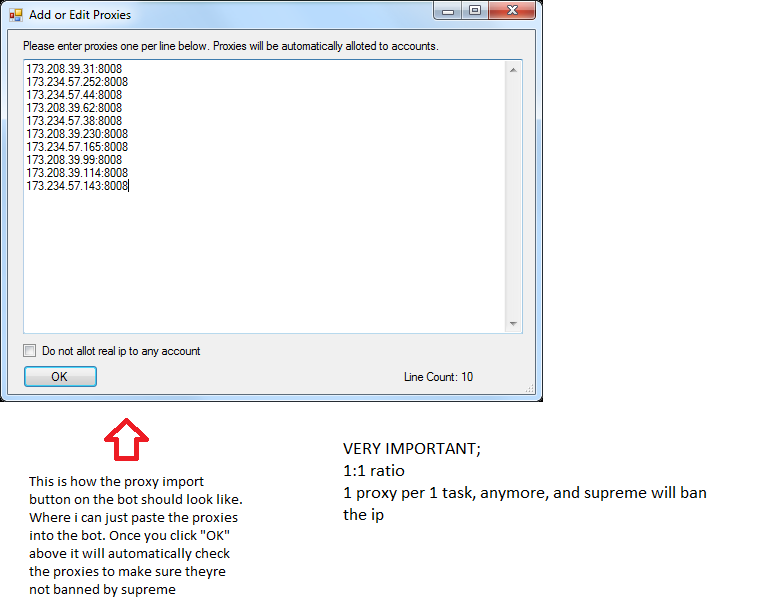 Add or Edit Proxies
Please enter proxies one per line below. Proxies will be automatically alloted to accounts.
173.208.39.31:8008
173.234.57.252:8008
173.234.57.44:8008
173.208.39.62:8008
173.234.57.38:8008
173.208.39.230:8008
173.234.57.165:8008
173.208.39.99:8008
173.208.39.114:8008
173.234.57.143:8008
Do not allot real ip to any account
OK
Line Count: 10
This is how the proxy import
button on the bot should look like.
Where i can just paste the proxies
into the bot. Once you click "OK"
above it will automatically check
the proxies to make sure theyre
not banned by supreme
VERY IMPORTANT;
1:1 ratio
1 proxy per 1 task, anymore, and supreme will ban
the ip